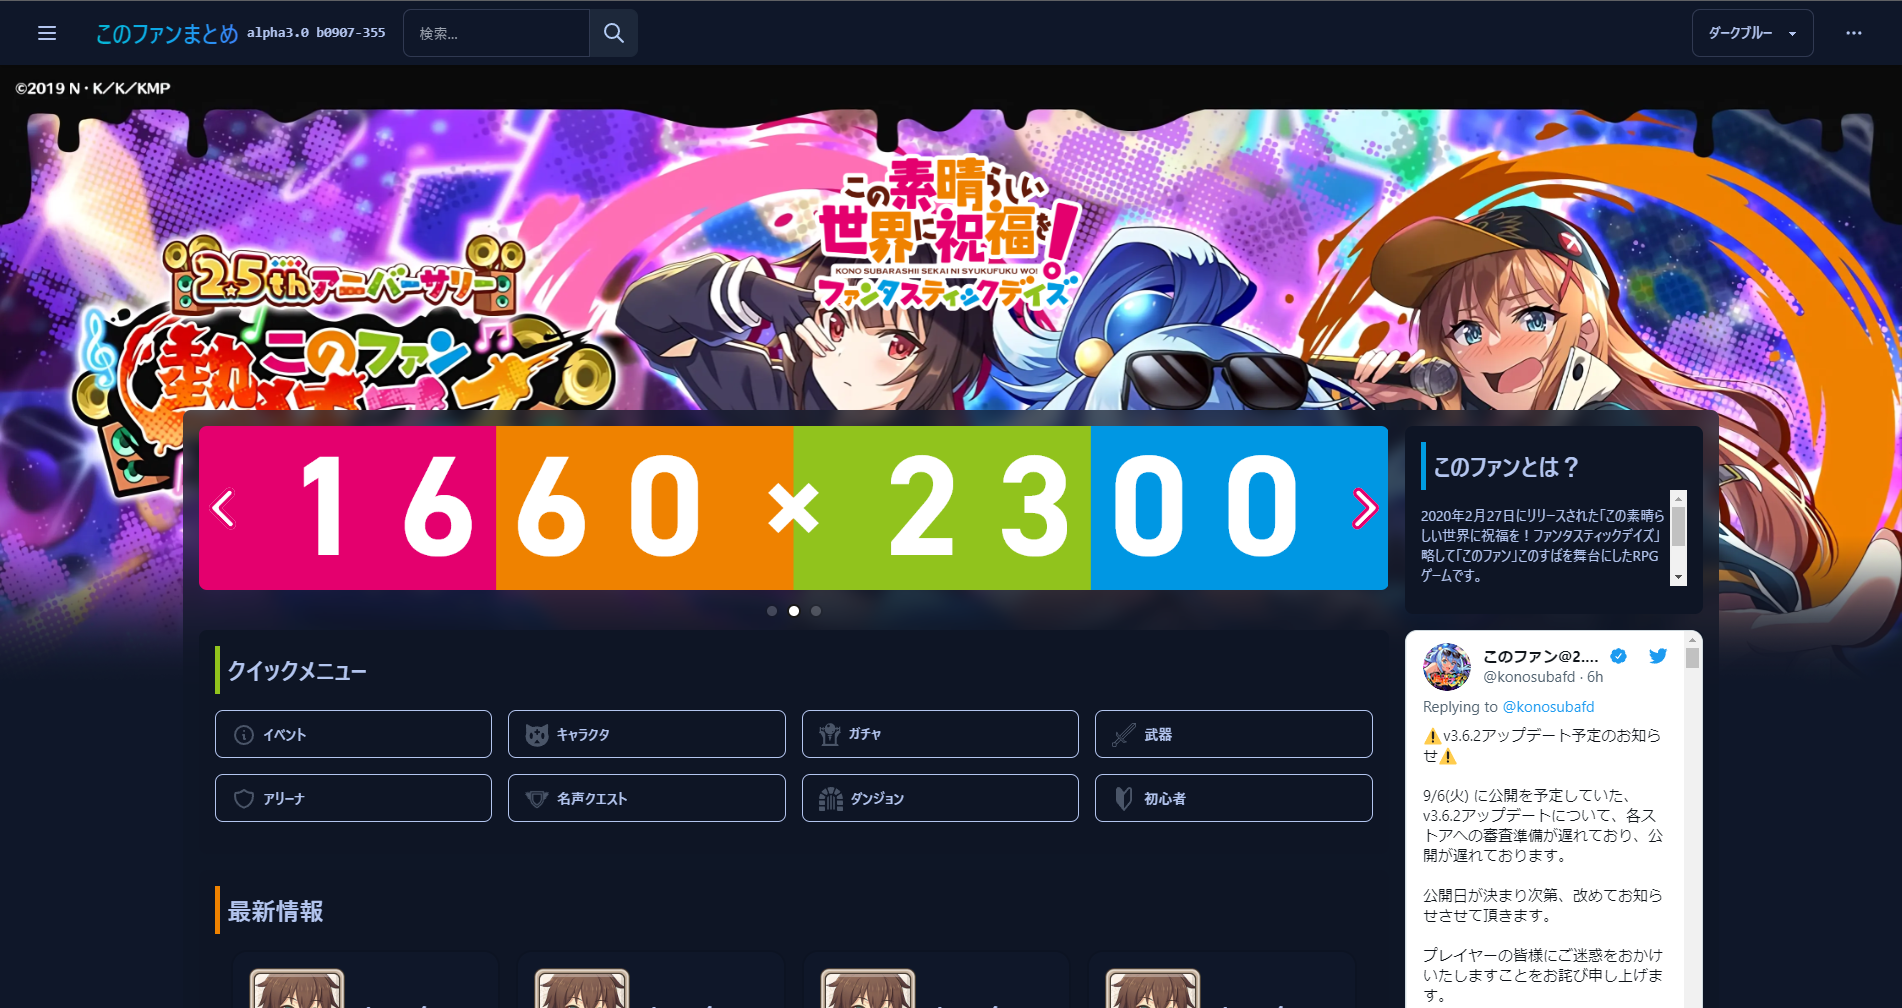 このファンまとめ alpha3.0 b0907-355
検索...
ダークブルー
©2019 N・K/K/KMP
この素晴らしい
世界に祝福を!
KONO SUBARASHII SEKAI NI SYUKUFUKU WO!
ファンタスティックデイズ
2.5th アニバーサリー
このファン
1660×2300
このファンとは?
2020年2月27日にリリースされた「この素晴ら
しい世界に祝福を!ファンタスティックデイズ」
略して「このファン」このすばを舞台にしたRPG
ゲームです。
クイックメニュー
イベント
キャラクタ
ガチャ
武器
アリーナ
名声クエスト
ダンジョン
初心者
最新情報
このファン@2....
@konosubafd · 6h
Replying to @konosubafd
⚠️v3.6.2アップデート予定のお知ら
せ⚠️
9/6(火) に公開を予定していた、
v3.6.2アップデートについて、各ス
トアへの審査準備が遅れており、公
開が遅れております。
公開日が決まり次第、改めてお知ら
せさせて頂きます。
プレイヤーの皆様にご迷惑をおかけ
いたしますことをお詫び申し上げま
す。